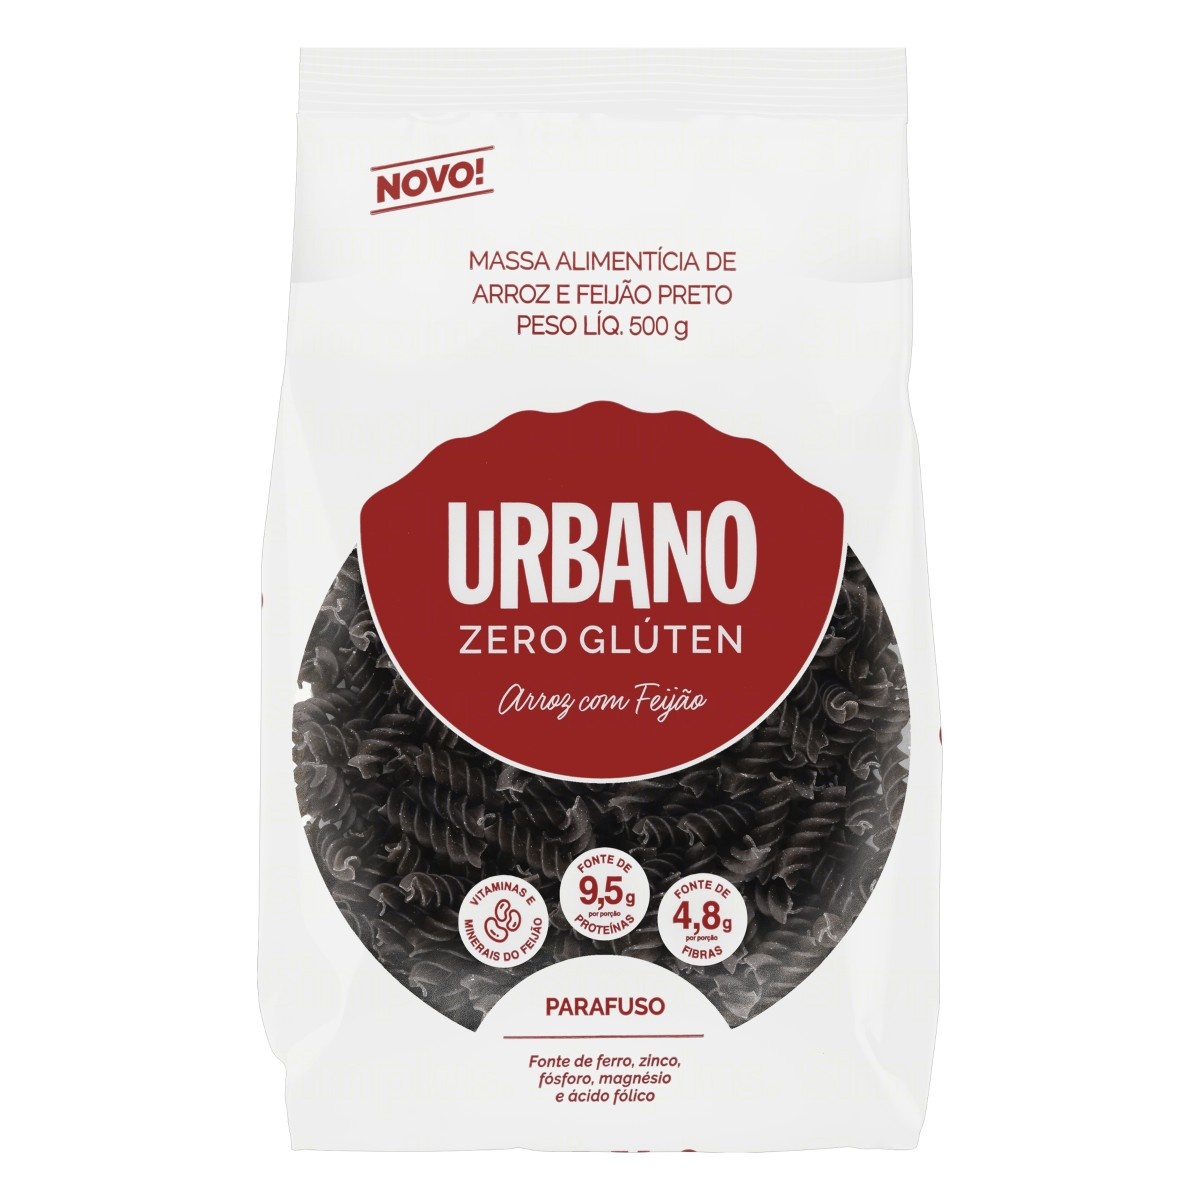 NOVO!
MASSA ALIMENTÍCIA DE
ARROZ E FEIJÃO PRETO
PESO LÍQ. 500 g
URBANO
ZERO GLÚTEN
Arroz com Feijão
VITAMINAS E
MINERAIS DO FEIJÃO
FONTE DE
9,5g
por porção
PROTEÍNAS
FONTE DE
4,8g
por porção
FIBRAS
PARAFUSO
Fonte de ferro, zinco,
fósforo, magnésio
e ácido fólico